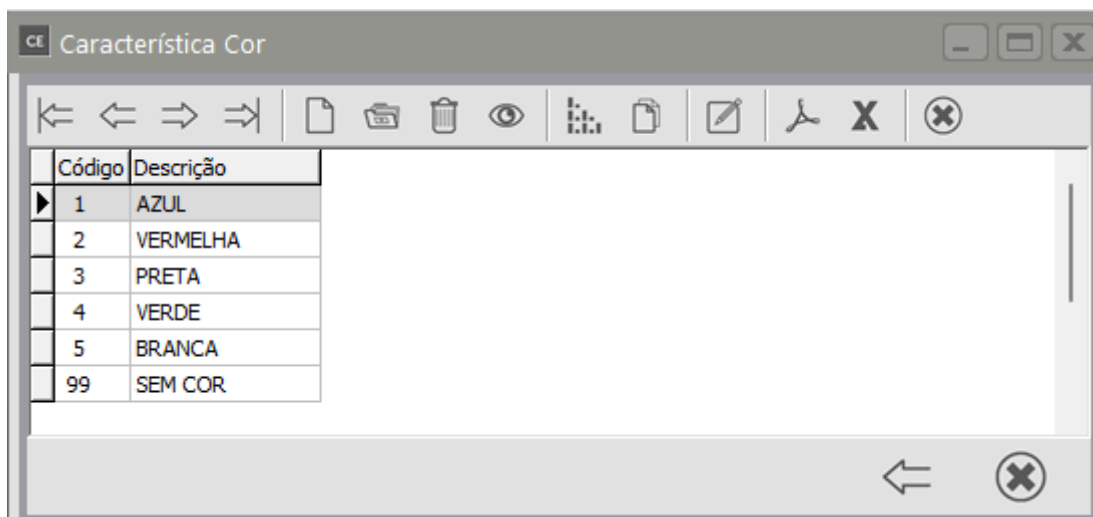 CE Característica Cor
Código Descrição
1 AZUL
2 VERMELHA
3 PRETA
4 VERDE
5 BRANCA
99 SEM COR